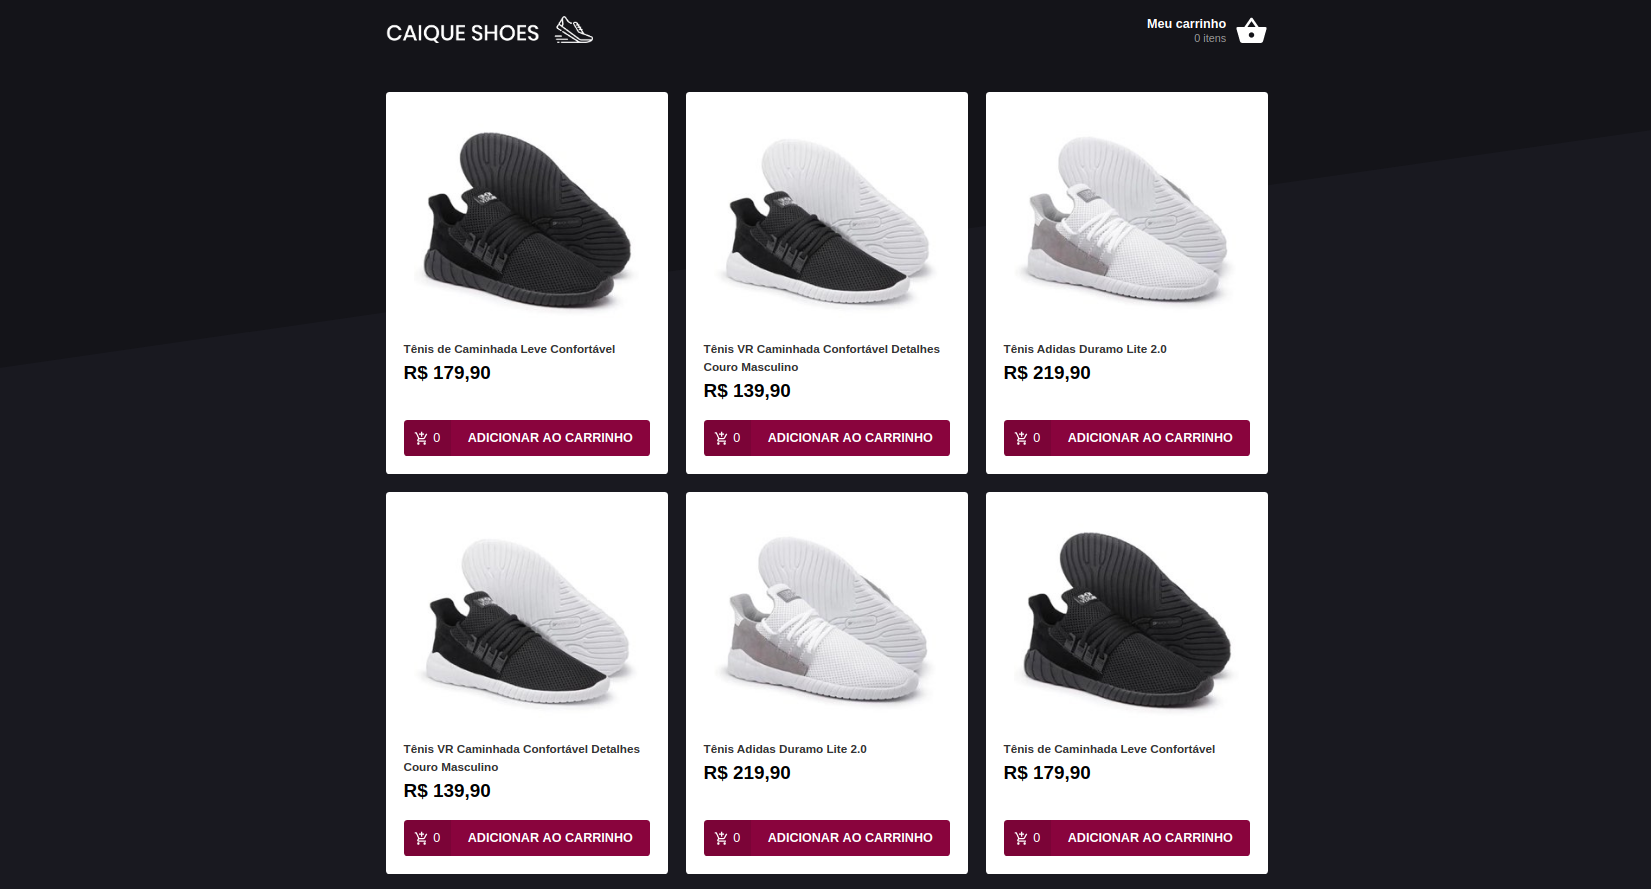 CAIQUE SHOES
Meu carrinho
0 itens
Tênis de Caminhada Leve Confortável
R$ 179,90
0 ADICIONAR AO CARRINHO
Tênis VR Caminhada Confortável Detalhes
Couro Masculino
R$ 139,90
0 ADICIONAR AO CARRINHO
Tênis Adidas Duramo Lite 2.0
R$ 219,90
0 ADICIONAR AO CARRINHO
Tênis VR Caminhada Confortável Detalhes
Couro Masculino
R$ 139,90
0 ADICIONAR AO CARRINHO
Tênis Adidas Duramo Lite 2.0
R$ 219,90
0 ADICIONAR AO CARRINHO
Tênis de Caminhada Leve Confortável
R$ 179,90
0 ADICIONAR AO CARRINHO